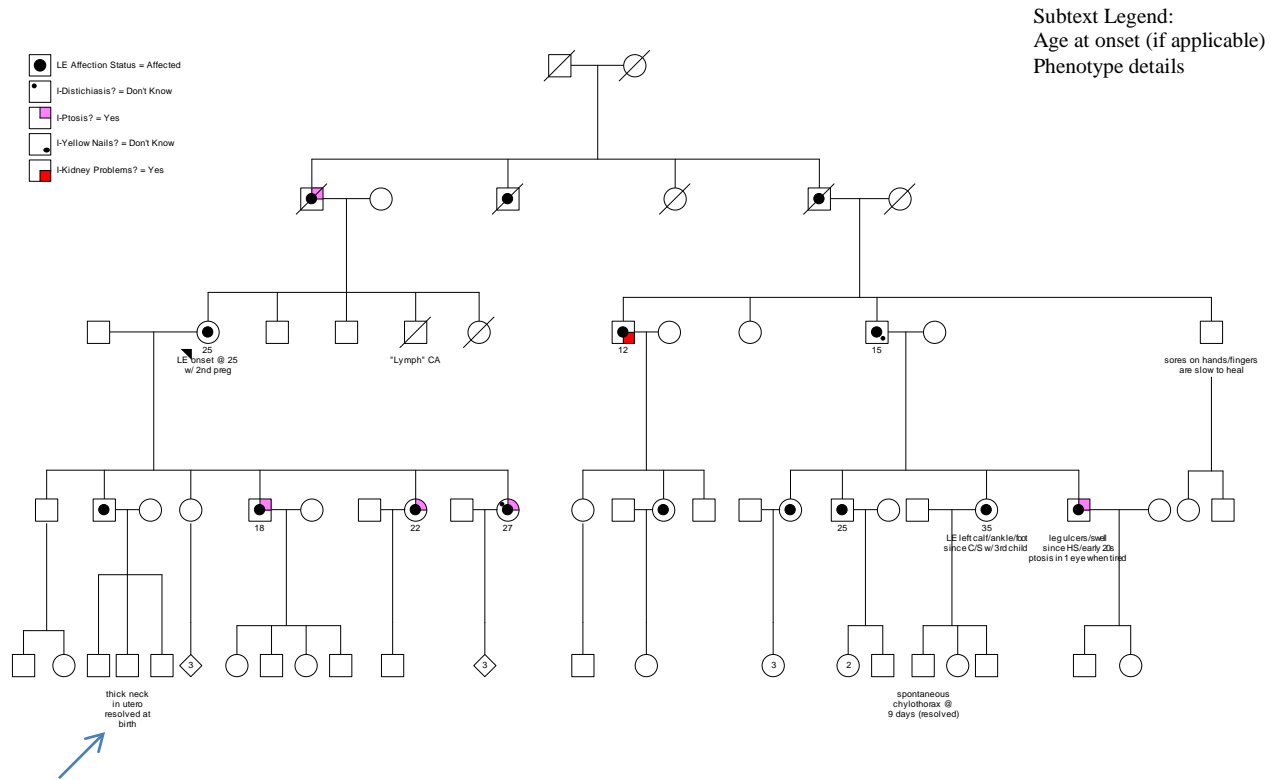 Subtext Legend:
Age at onset (if applicable)
Phenotype details
LE Affection Status = Affected
I-Distichiasis? = Don't Know
I-Ptosis? = Yes
I-Yellow Nails? = Don't Know
I-Kidney Problems? = Yes
25
LE onset @ 25
w/ 2nd preg
"Lymph" CA
12
15
sores on hands/fingers
are slow to heal
18
22
27
25
35
LE left calf/ankle/foot
since C/S w/ 3rd child
leg ulcers/swell
since HS/early 20s
ptosis in 1 eye when tired
3
3
3
2
thick neck
in utero
resolved at
birth
spontaneous
chylothorax @
9 days (resolved)